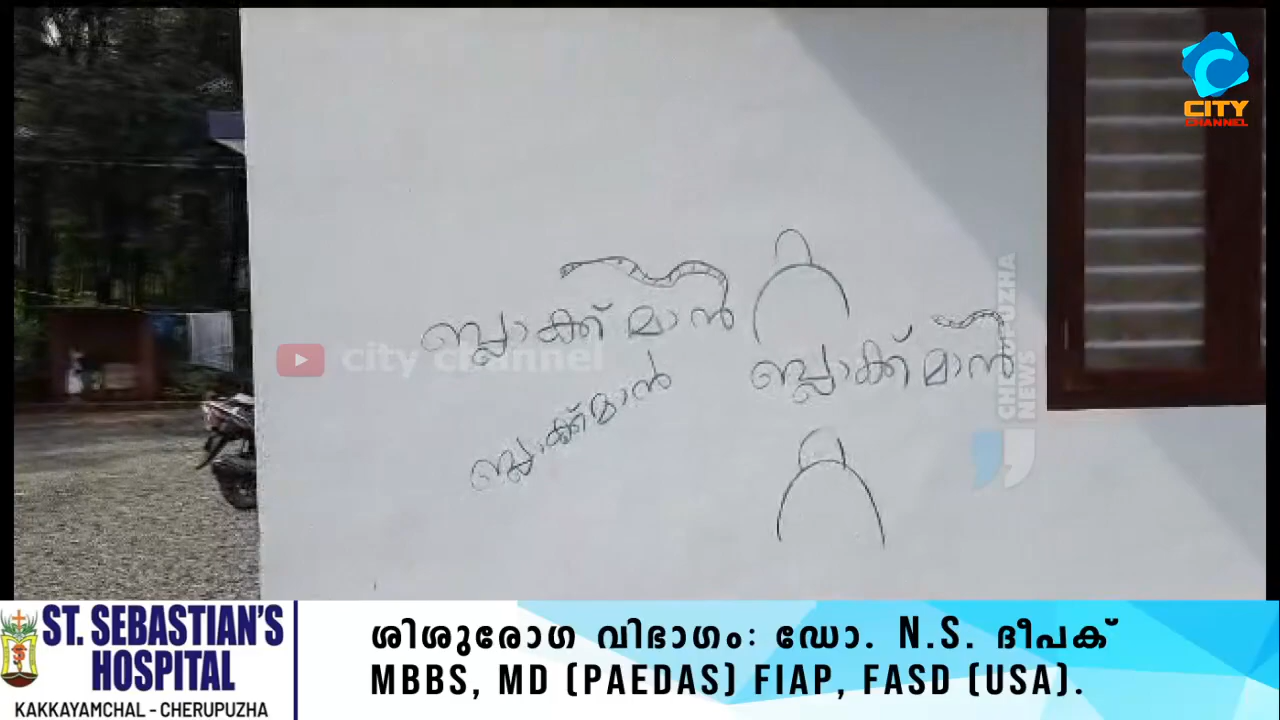 CITY
CHANNEL
ബ്ലാക്ക് മാൻ
ബ്ലാക്ക് മാൻ
ബ്ലാക്ക്മാൻ
city channel
CHERUPUZHA
NEWS
ST. SEBASTIAN'S
HOSPITAL
KAKKAYAMCHAL - CHERUPUZHA
ശിശുരോഗ വിഭാഗം: ഡോ. N.S. ദീപക്
MBBS, MD (PAEDAS) FIAP, FASD (USA).